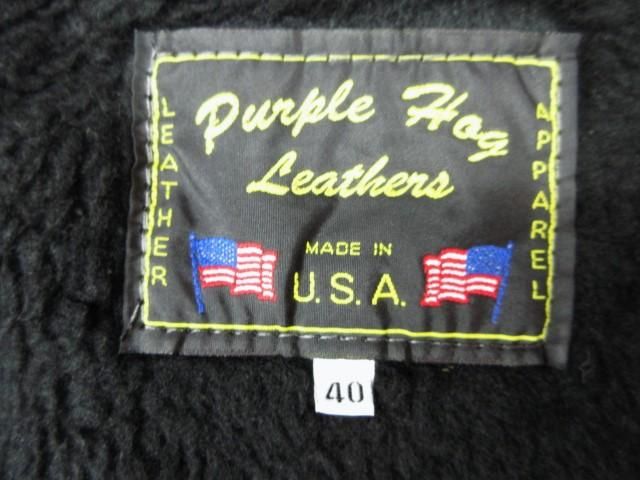 Purple Hog
Leathers
LEATHER
APPAREL
MADE IN
U.S.A.
40